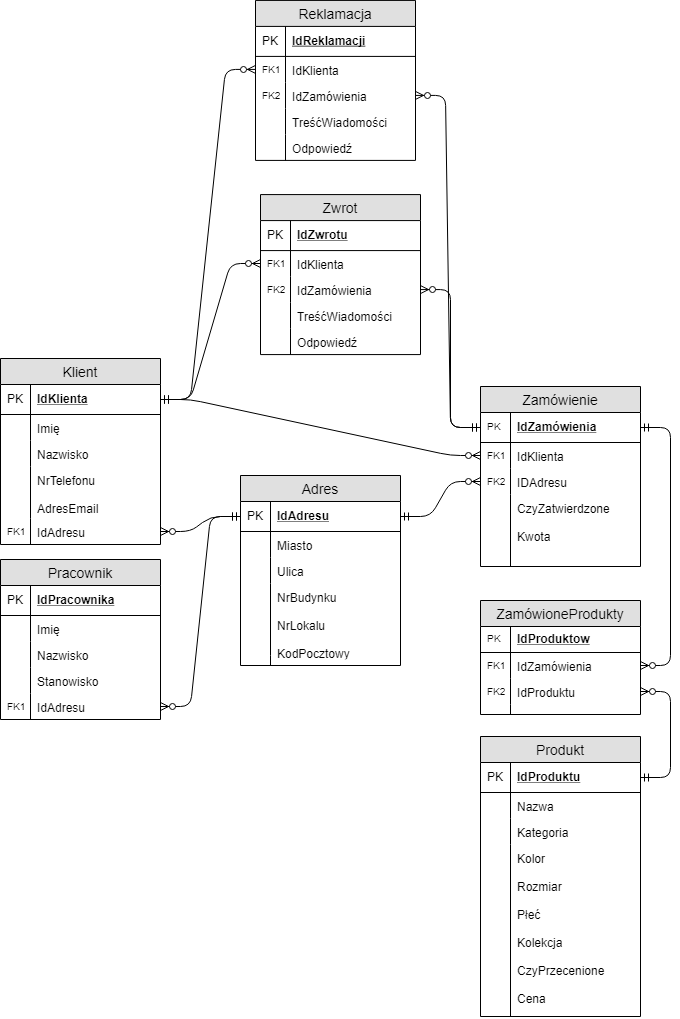 Reklamacja
PK IdReklamacji
FK1 IdKlienta
FK2 IdZamówienia
TreśćWiadomości
Odpowiedź
Zwrot
PK IdZwrotu
FK1 IdKlienta
FK2 IdZamówienia
TreśćWiadomości
Odpowiedź
Klient
PK IdKlienta
Imię
Nazwisko
NrTelefonu
AdresEmail
FK1 IdAdresu
Zamówienie
PK IdZamówienia
FK1 IdKlienta
FK2 IDAdresu
CzyZatwierdzone
Kwota
Adres
PK IdAdresu
Miasto
Ulica
NrBudynku
NrLokalu
KodPocztowy
Pracownik
PK IdPracownika
Imię
Nazwisko
Stanowisko
FK1 IdAdresu
ZamówioneProdukty
PK IdProduktow
FK1 IdZamówienia
FK2 IdProduktu
Produkt
PK IdProduktu
Nazwa
Kategoria
Kolor
Rozmiar
Płeć
Kolekcja
CzyPrzecenione
Cena